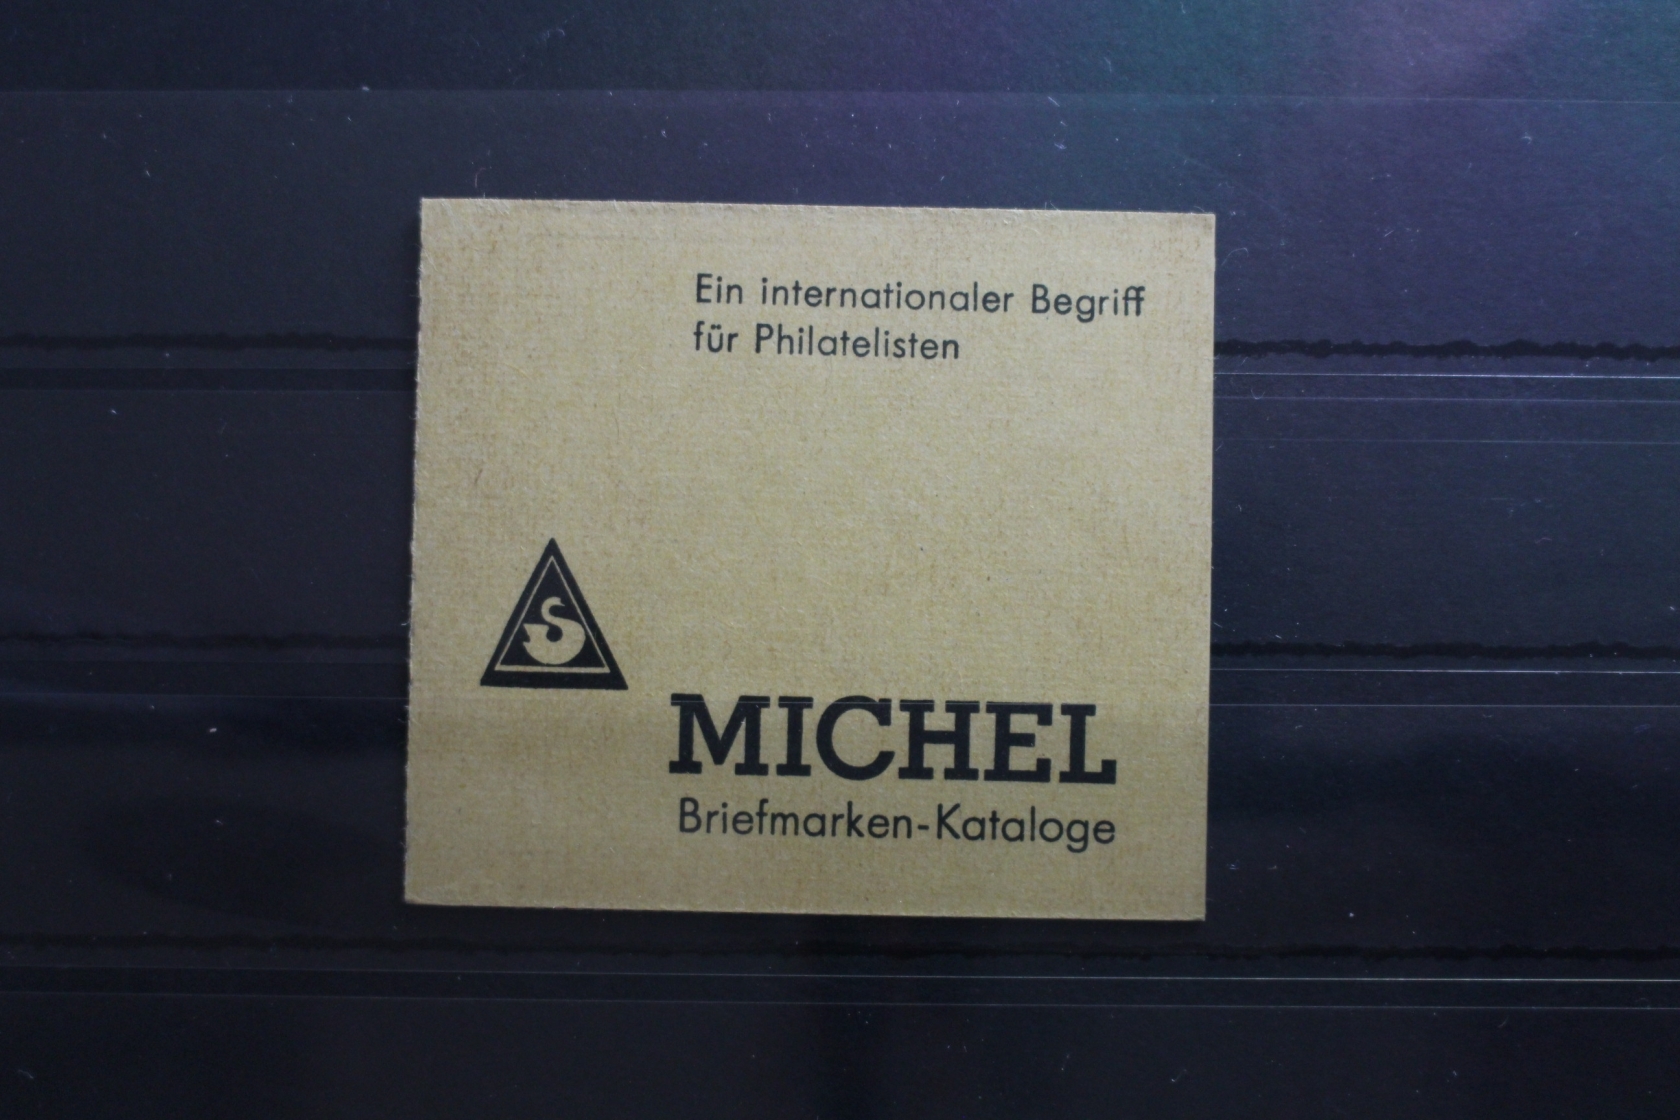 Ein internationaler Begriff
für Philatelisten
S
MICHEL
Briefmarken-Kataloge